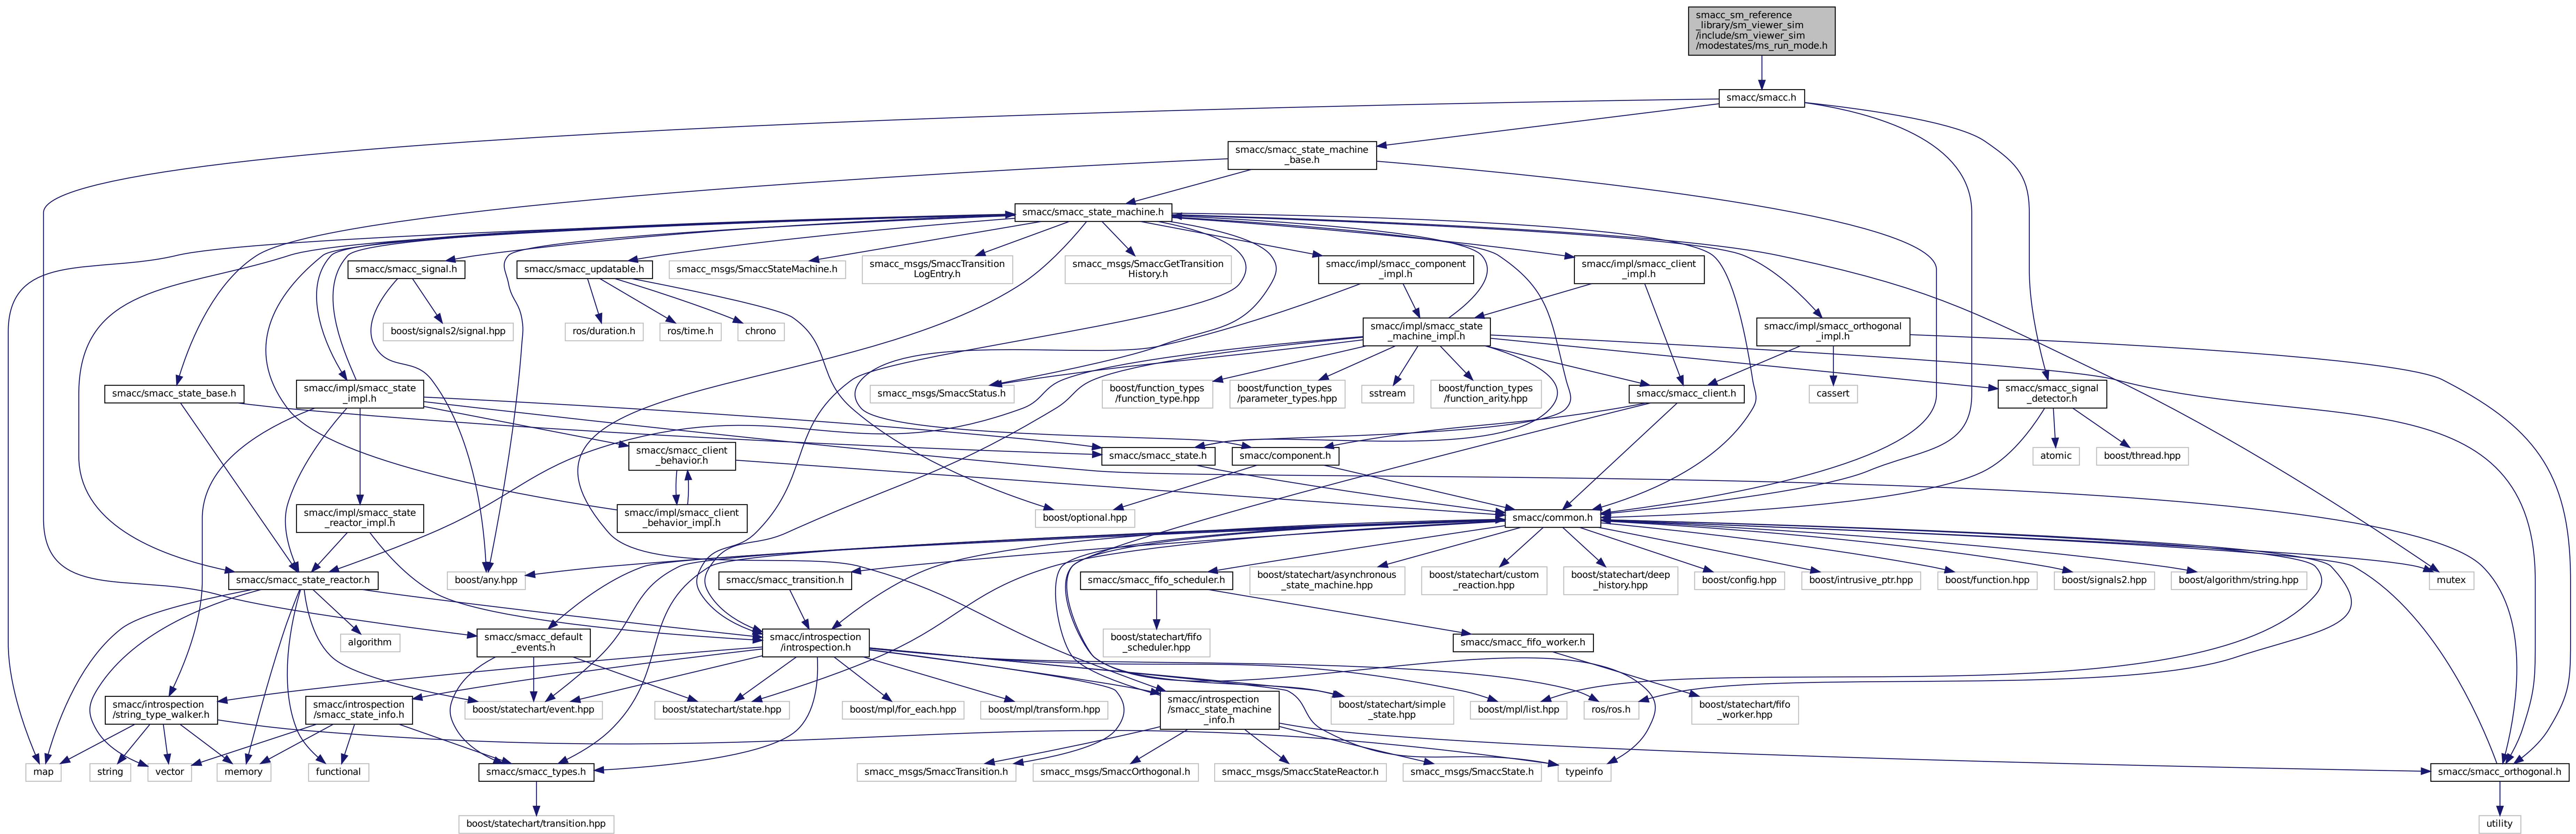 smacc_sm_reference
_library/sm_viewer_sim
/include/sm_viewer_sim
/modestates/ms_run_mode.h
smacc/smacc.h
smacc/smacc_state_machine
_base.h
smacc/smacc_state_machine.h
smacc/smacc_signal.h
smacc/smacc_updatable.h
smacc_msgs/SmaccStateMachine.h
smacc_msgs/SmaccTransition
LogEntry.h
smacc_msgs/SmaccGetTransition
History.h
smacc/impl/smacc_component
_impl.h
smacc/impl/smacc_client
_impl.h
boost/signals2/signal.hpp
ros/duration.h
ros/time.h
chrono
smacc/impl/smacc_state
_machine_impl.h
smacc/impl/smacc_orthogonal
_impl.h
smacc/smacc_state_base.h
smacc/impl/smacc_state
_impl.h
smacc_msgs/SmaccStatus.h
boost/function_types
/function_type.hpp
boost/function_types
/parameter_types.hpp
sstream
boost/function_types
/function_arity.hpp
smacc/smacc_client.h
cassert
smacc/smacc_signal
_detector.h
smacc/smacc_client
_behavior.h
smacc/smacc_state.h
smacc/component.h
atomic
boost/thread.hpp
smacc/impl/smacc_state
_reactor_impl.h
smacc/impl/smacc_client
_behavior_impl.h
boost/optional.hpp
smacc/common.h
smacc/smacc_state_reactor.h
boost/any.hpp
smacc/smacc_transition.h
smacc/smacc_fifo_scheduler.h
boost/statechart/asynchronous
_state_machine.hpp
boost/statechart/custom
_reaction.hpp
boost/statechart/deep
_history.hpp
boost/config.hpp
boost/intrusive_ptr.hpp
boost/function.hpp
boost/signals2.hpp
boost/algorithm/string.hpp
mutex
algorithm
smacc/smacc_default
_events.h
smacc/introspection
/introspection.h
boost/statechart/fifo
_scheduler.hpp
smacc/smacc_fifo_worker.h
smacc/introspection
/string_type_walker.h
smacc/introspection
/smacc_state_info.h
boost/statechart/event.hpp
boost/statechart/state.hpp
boost/mpl/for_each.hpp
boost/mpl/transform.hpp
smacc/introspection
/smacc_state_machine
_info.h
boost/statechart/simple
_state.hpp
boost/mpl/list.hpp
ros/ros.h
boost/statechart/fifo
_worker.hpp
map
string
vector
memory
functional
smacc/smacc_types.h
smacc_msgs/SmaccTransition.h
smacc_msgs/SmaccOrthogonal.h
smacc_msgs/SmaccStateReactor.h
smacc_msgs/SmaccState.h
typeinfo
smacc/smacc_orthogonal.h
boost/statechart/transition.hpp
utility